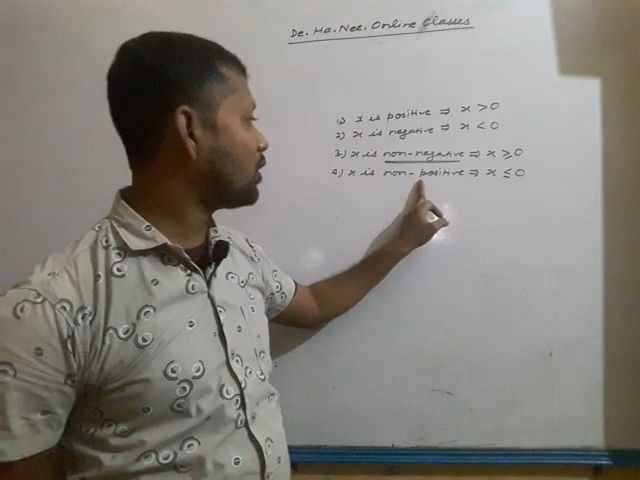 De. Ha. Nee. Online Classes
1) x is positive ⇒ x > 0
2) x is negative ⇒ x < 0
3) x is non-negative ⇒ x ≥ 0
4) x is non-positive ⇒ x ≤ 0